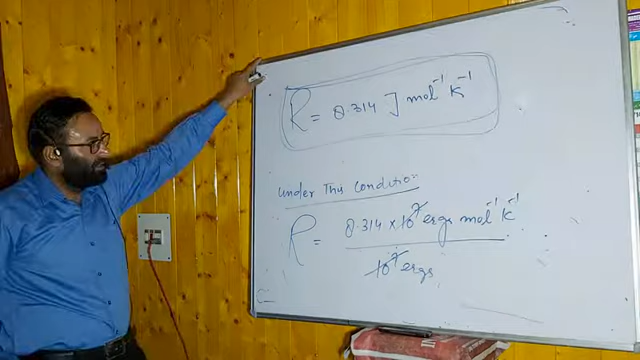 R = 8.314 J mol⁻¹ K⁻¹
Under This Condition
R = 8.314 × 10⁷ ergs mol⁻¹ K⁻¹
10⁷ ergs